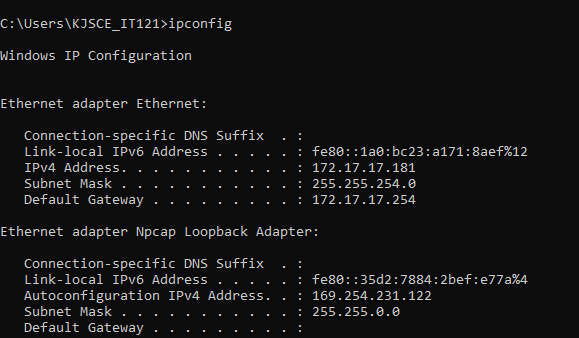 C:\Users\KJSCE_IT121>ipconfig
Windows IP Configuration
Ethernet adapter Ethernet:
Connection-specific DNS Suffix  . :
Link-local IPv6 Address . . . . . : fe80::1a0:bc23:a171:8aef%12
IPv4 Address. . . . . . . . . . . : 172.17.17.181
Subnet Mask . . . . . . . . . . . : 255.255.254.0
Default Gateway . . . . . . . . . : 172.17.17.254
Ethernet adapter Npcap Loopback Adapter:
Connection-specific DNS Suffix  . :
Link-local IPv6 Address . . . . . : fe80::35d2:7884:2bef:e77a%4
Autoconfiguration IPv4 Address. . : 169.254.231.122
Subnet Mask . . . . . . . . . . . : 255.255.0.0
Default Gateway . . . . . . . . . :